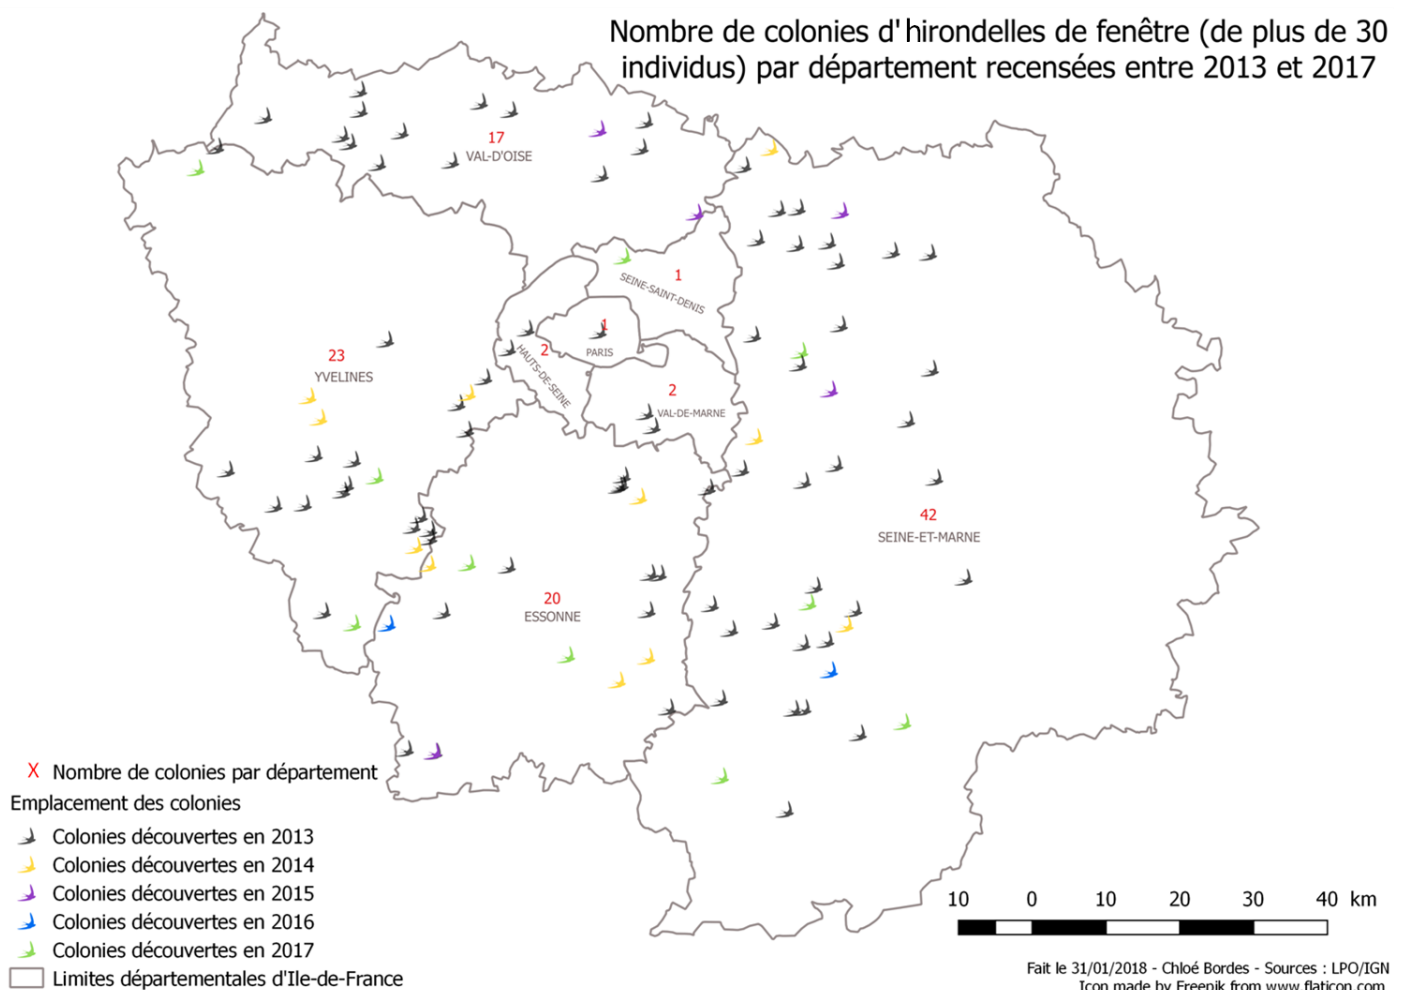 Nombre de colonies d'hirondelles de fenêtre (de plus de 30
individus) par département recensées entre 2013 et 2017
17
VAL-D'OISE
1
SEINE-SAINT-DENIS
1
PARIS
2
HAUTS-DE-SEINE
23
YVELINES
2
VAL-DE-MARNE
42
SEINE-ET-MARNE
20
ESSONNE
X Nombre de colonies par département
Emplacement des colonies
Colonies découvertes en 2013
Colonies découvertes en 2014
Colonies découvertes en 2015
Colonies découvertes en 2016
Colonies découvertes en 2017
Limites départementales d'Ile-de-France
10 0 10 20 30 40 km
Fait le 31/01/2018 - Chloé Bordes - Sources : LPO/IGN
Icon made by Freepik from www.flaticon.com